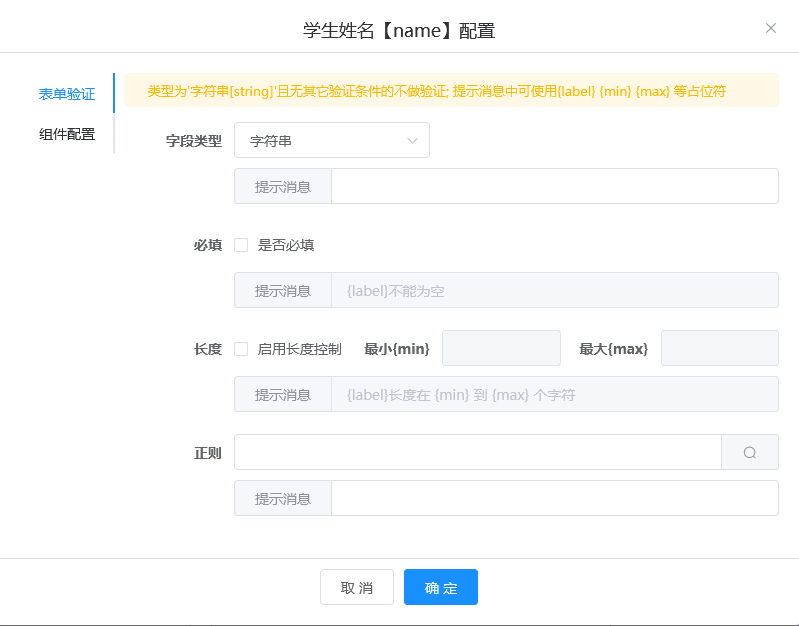 学生姓名【name】配置
表单验证
类型为'字符串[string]'且无其它验证条件的不做验证; 提示消息中可使用{label} {min} {max} 等占位符
组件配置
字段类型 字符串
提示消息
必填 是否必填
提示消息 {label}不能为空
长度 启用长度控制 最小{min} 最大{max}
提示消息 {label}长度在 {min} 到 {max} 个字符
正则
提示消息
取 消 确 定